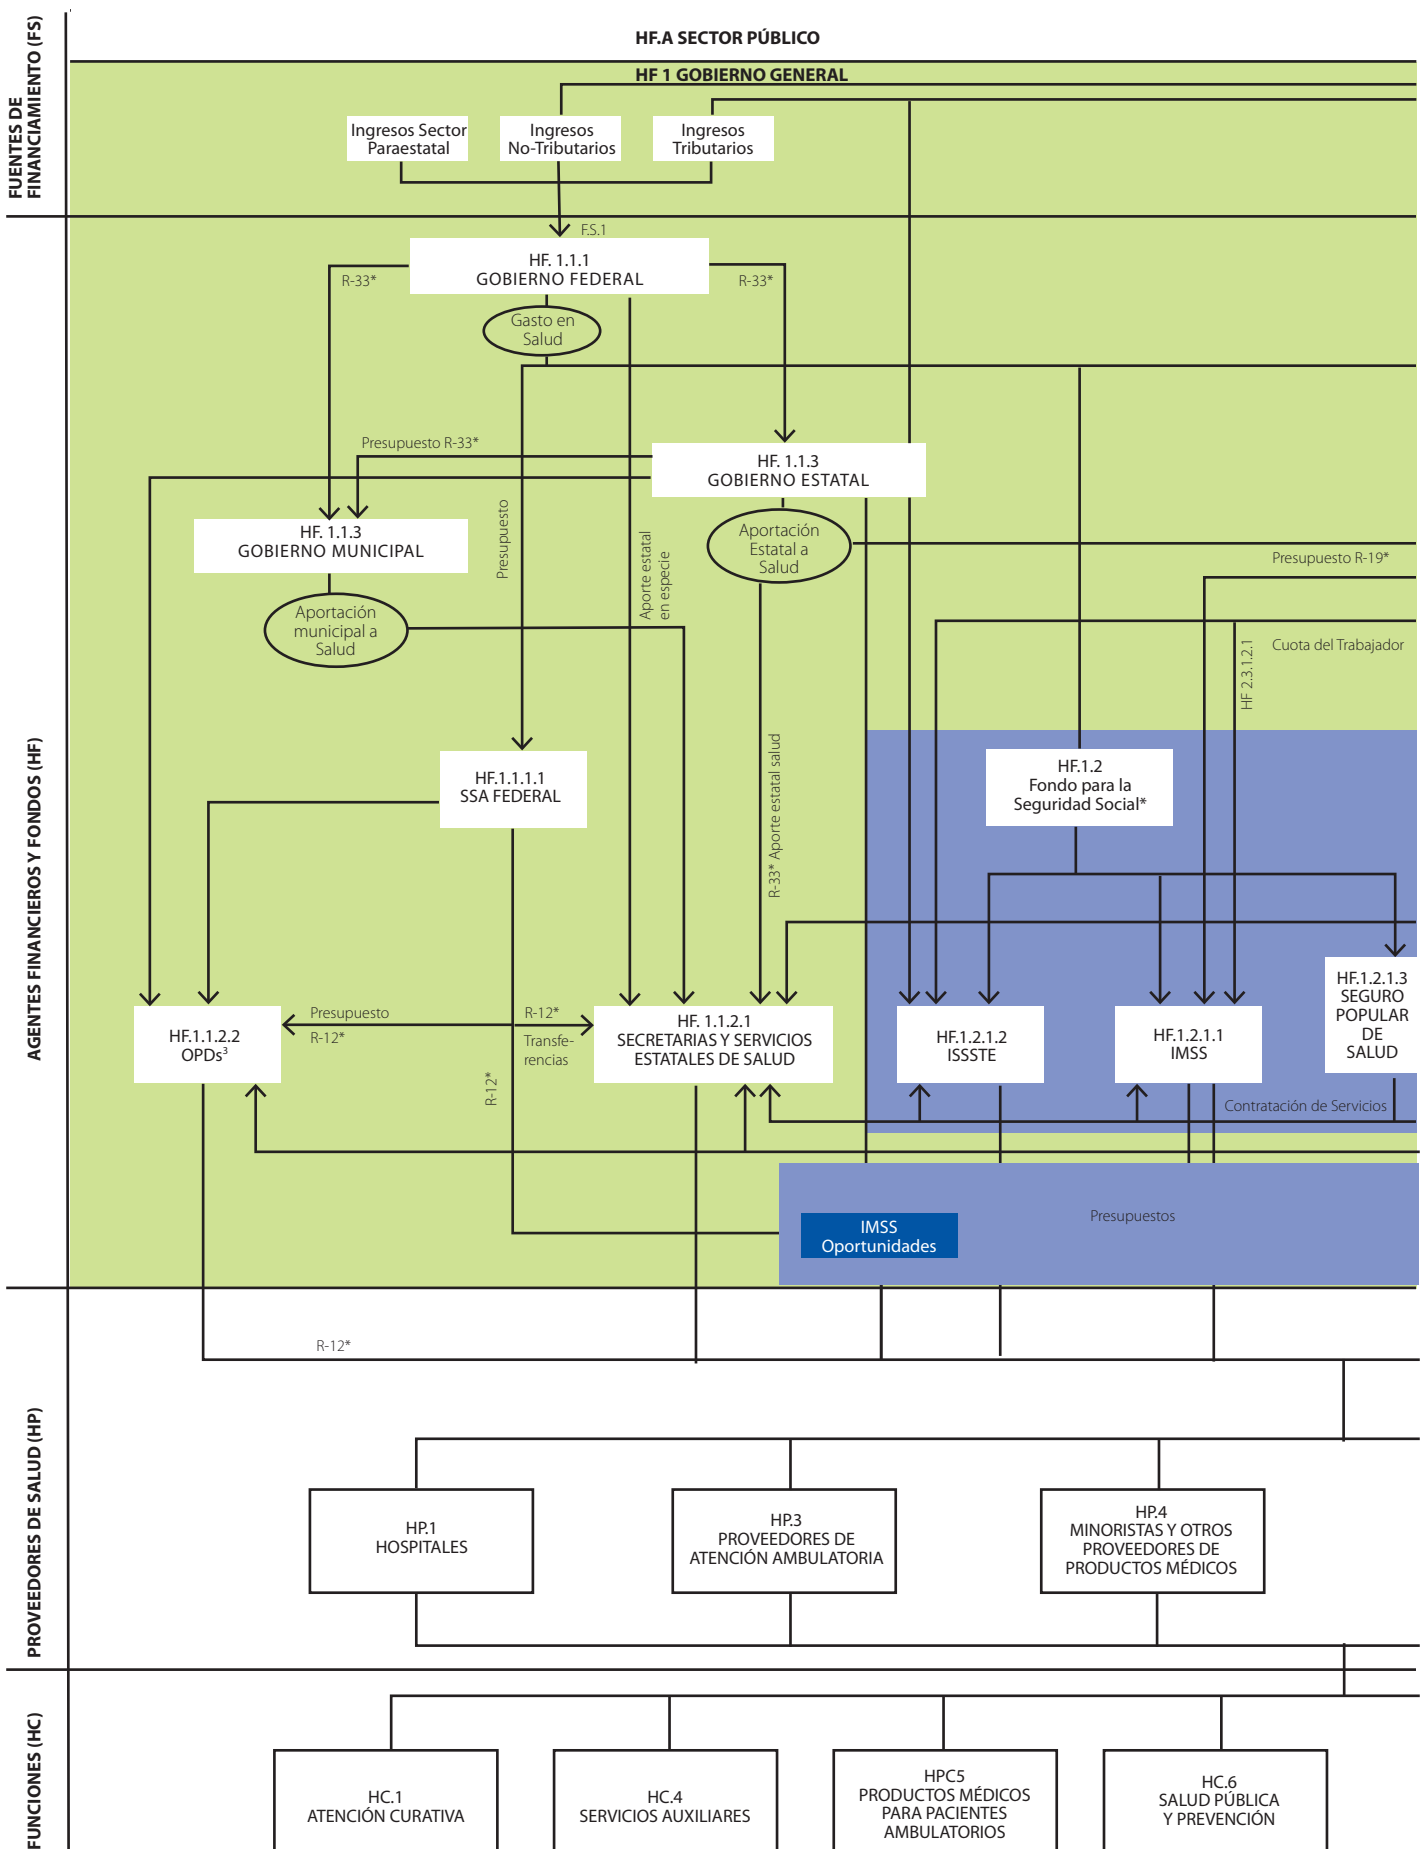 HF.A SECTOR PÚBLICO
FUENTES DE
FINANCIAMIENTO (FS)
HF 1 GOBIERNO GENERAL
Ingresos Sector
Paraestatal
Ingresos
No-Tributarios
Ingresos
Tributarios
AGENTES FINANCIEROS Y FONDOS (HF)
F.S.1
HF. 1.1.1
GOBIERNO FEDERAL
R-33*
R-33*
Gasto en
Salud
Presupuesto R-33*
HF. 1.1.3
GOBIERNO ESTATAL
HF. 1.1.3
GOBIERNO MUNICIPAL
Presupuesto
Aporte estatal
en especie
Aportación
Estatal a
Salud
Presupuesto R-19*
Aportación
municipal a
Salud
HF 2.3.1.2.1
Cuota del Trabajador
HF.1.1.1.1
SSA FEDERAL
R-33* Aporte estatal salud
HF.1.2
Fondo para la
Seguridad Social*
HF.1.1.2.2
OPDs3
Presupuesto
R-12*
R-12*
Transfe-
rencias
R-12*
HF. 1.1.2.1
SECRETARIAS Y SERVICIOS
ESTATALES DE SALUD
HF.1.2.1.2
ISSSTE
HF.1.2.1.1
IMSS
HF.1.2.1.3
SEGURO
POPULAR
DE
SALUD
Contratación de Servicios
IMSS
Oportunidades
Presupuestos
PROVEEDORES DE SALUD (HP)
R-12*
HP.1
HOSPITALES
HP.3
PROVEEDORES DE
ATENCIÓN AMBULATORIA
HP.4
MINORISTAS Y OTROS
PROVEEDORES DE
PRODUCTOS MÉDICOS
FUNCIONES (HC)
HC.1
ATENCIÓN CURATIVA
HC.4
SERVICIOS AUXILIARES
HPC5
PRODUCTOS MÉDICOS
PARA PACIENTES
AMBULATORIOS
HC.6
SALUD PÚBLICA
Y PREVENCIÓN